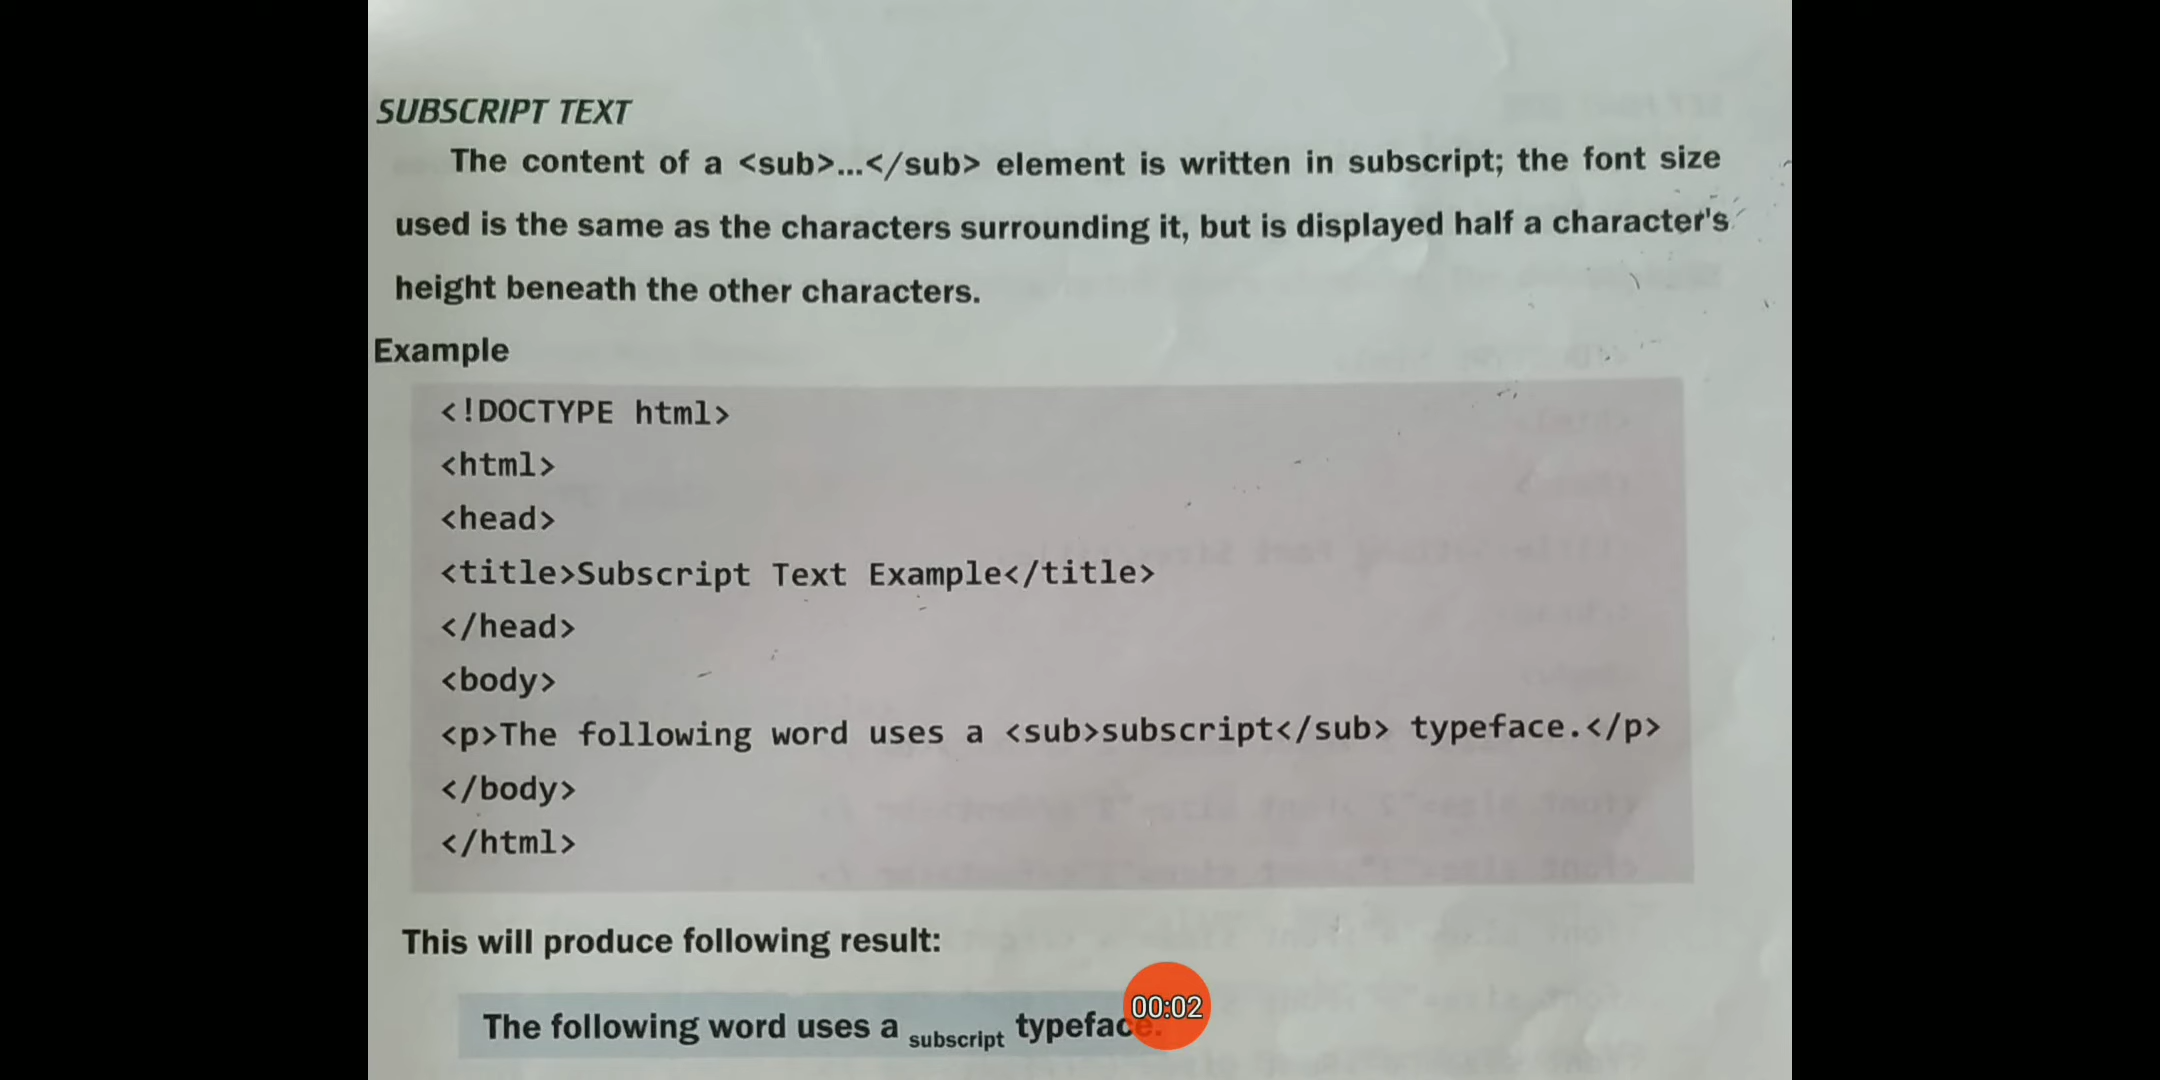 SUBSCRIPT TEXT
The content of a <sub>...</sub> element is written in subscript; the font size
used is the same as the characters surrounding it, but is displayed half a character's
height beneath the other characters.
Example
<!DOCTYPE html>
<html>
<head>
<title>Subscript Text Example</title>
</head>
<body>
<p>The following word uses a <sub>subscript</sub> typeface.</p>
</body>
</html>
This will produce following result:
The following word uses a subscript typeface.
00:02